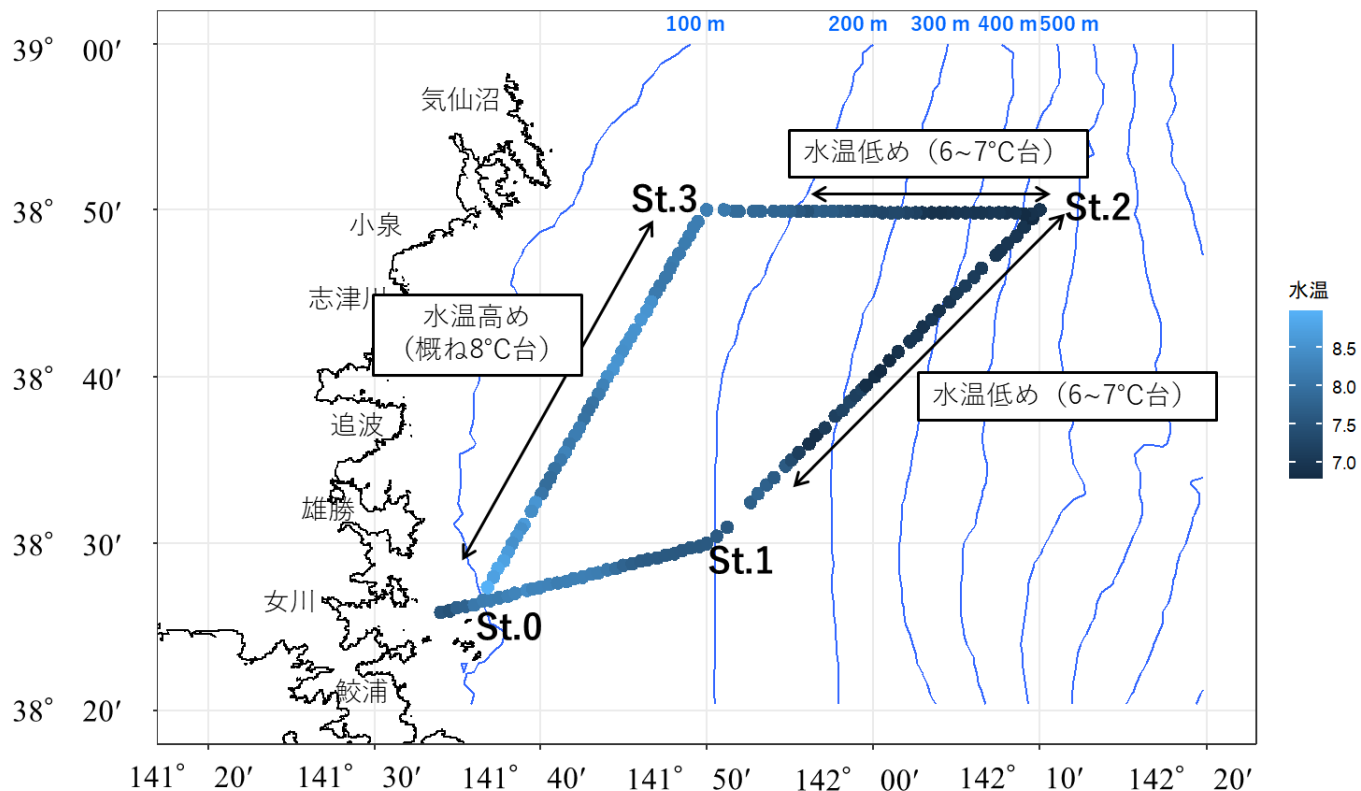 100 m 200 m 300 m 400 m 500 m
39° 00′
気仙沼
水温低め（6~7℃台）
St.3
St.2
38° 50′
小泉
志津川
水温高め
（概ね8℃台）
水温
8.5
8.0
7.5
7.0
38° 40′
水温低め（6~7℃台）
追波
雄勝
38° 30′
St.1
女川
St.0
鮫浦
38° 20′
141° 20′ 141° 30′ 141° 40′ 141° 50′ 142° 00′ 142° 10′ 142° 20′